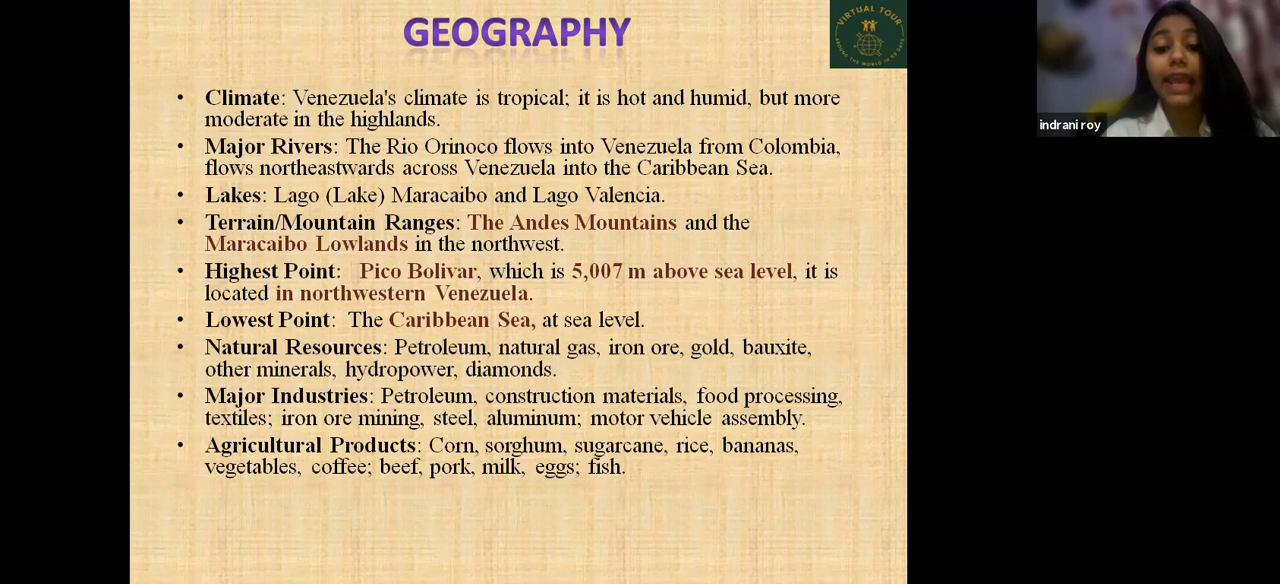 GEOGRAPHY
VIRTUAL TOUR
AROUND THE WORLD IN 80 DAYS
indrani roy
• Climate: Venezuela's climate is tropical; it is hot and humid, but more
moderate in the highlands.
• Major Rivers: The Rio Orinoco flows into Venezuela from Colombia,
flows northeastwards across Venezuela into the Caribbean Sea.
• Lakes: Lago (Lake) Maracaibo and Lago Valencia.
• Terrain/Mountain Ranges: The Andes Mountains and the
Maracaibo Lowlands in the northwest.
• Highest Point: Pico Bolivar, which is 5,007 m above sea level, it is
located in northwestern Venezuela.
• Lowest Point: The Caribbean Sea, at sea level.
• Natural Resources: Petroleum, natural gas, iron ore, gold, bauxite,
other minerals, hydropower, diamonds.
• Major Industries: Petroleum, construction materials, food processing,
textiles; iron ore mining, steel, aluminum; motor vehicle assembly.
• Agricultural Products: Corn, sorghum, sugarcane, rice, bananas,
vegetables, coffee; beef, pork, milk, eggs; fish.